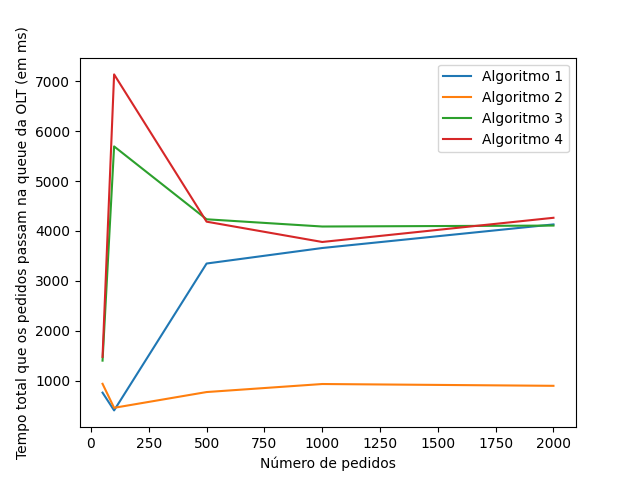 Tempo total que os pedidos passam na queue da OLT (em ms)
7000
6000
5000
4000
3000
2000
1000
Algoritmo 1
Algoritmo 2
Algoritmo 3
Algoritmo 4
0 250 500 750 1000 1250 1500 1750 2000
Número de pedidos